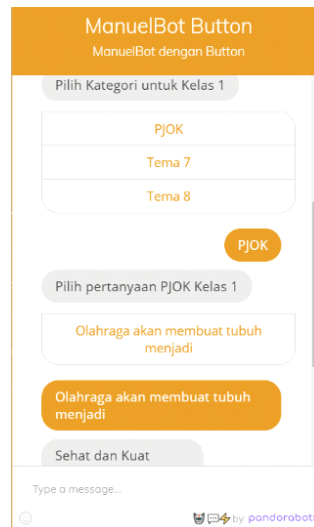 ManuelBot Button
ManuelBot dengan Button
Pilih Kategori untuk Kelas 1
PJOK
Tema 7
Tema 8
PJOK
Pilih pertanyaan PJOK Kelas 1
Olahraga akan membuat tubuh
menjadi
Olahraga akan membuat tubuh
menjadi
Sehat dan Kuat
Type a message...
by pandorabots